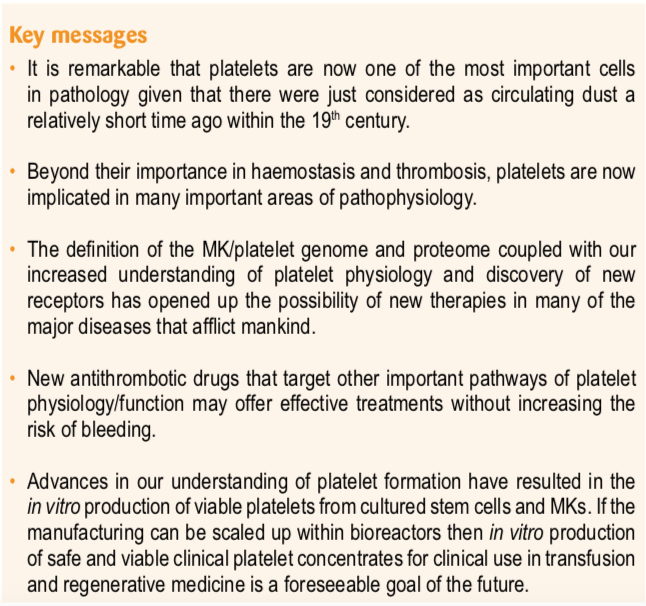 Key messages
• It is remarkable that platelets are now one of the most important cells
in pathology given that there were just considered as circulating dust a
relatively short time ago within the 19th century.
• Beyond their importance in haemostasis and thrombosis, platelets are now
implicated in many important areas of pathophysiology.
• The definition of the MK/platelet genome and proteome coupled with our
increased understanding of platelet physiology and discovery of new
receptors has opened up the possibility of new therapies in many of the
major diseases that afflict mankind.
• New antithrombotic drugs that target other important pathways of platelet
physiology/function may offer effective treatments without increasing the
risk of bleeding.
• Advances in our understanding of platelet formation have resulted in the
in vitro production of viable platelets from cultured stem cells and MKs. If the
manufacturing can be scaled up within bioreactors then in vitro production
of safe and viable clinical platelet concentrates for clinical use in transfusion
and regenerative medicine is a foreseeable goal of the future.